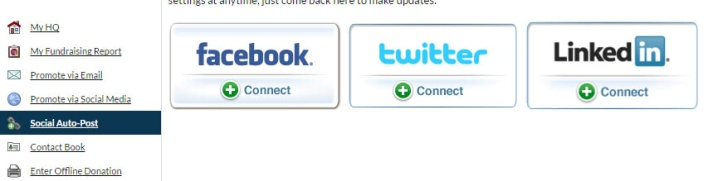 settings at anytime, just come back here to make updates.
My HQ
My Fundraising Report
Promote via Email
Promote via Social Media
Social Auto-Post
Contact Book
Enter Offline Donation
facebook.
Connect
twitter
Connect
Linked in.
Connect